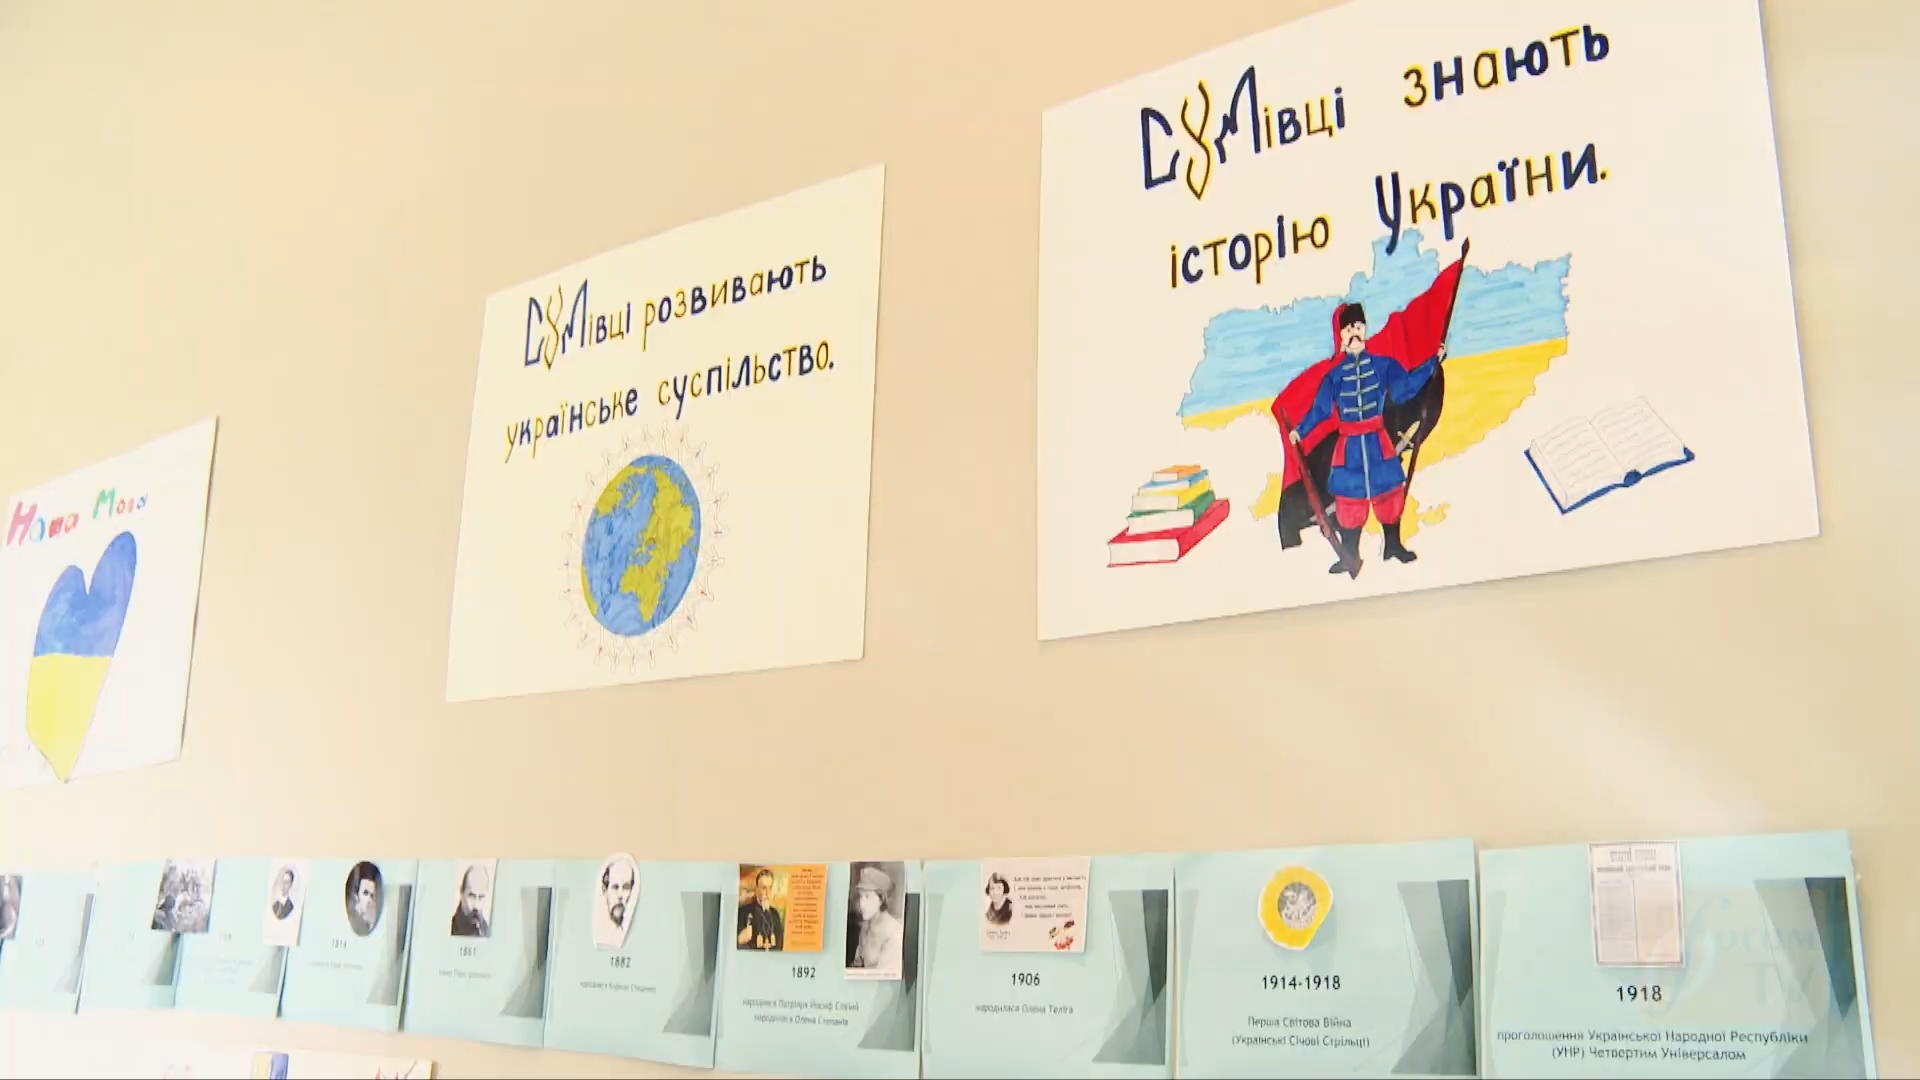 СУМівці знають
історію України.
СУМівці розвивають
українське суспільство.
Наша Мова
1814
1861
1882
1892
народився Патріарх Йосиф Сліпий
народилася Олена Степанів
1906
народилася Олена Теліга
1914-1918
Перша Світова Війна
(Українські Січові Стрільці)
1918
проголошення Української Народної Республіки
(УНР) Четвертим Універсалом